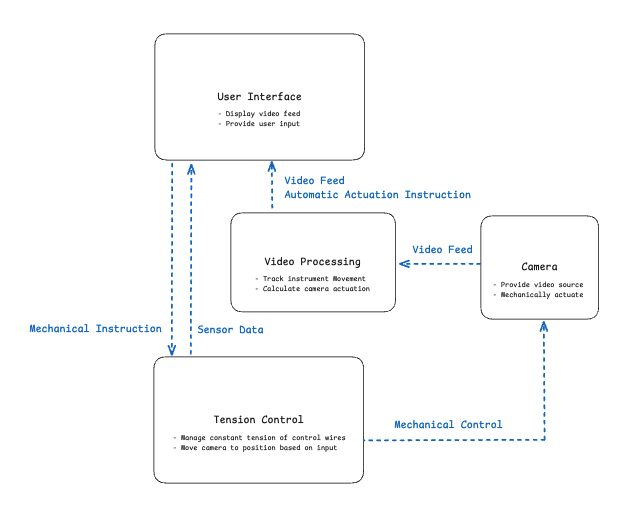 User Interface
- Display video feed
- Provide user input
Video Feed
Automatic Actuation Instruction
Video Processing
- Track instrument Movement
- Calculate camera actuation
Video Feed
Camera
- Provide video source
- Mechanically actuate
Mechanical Instruction
Sensor Data
Tension Control
- Manage constant tension of control wires
- Move camera to position based on input
Mechanical Control